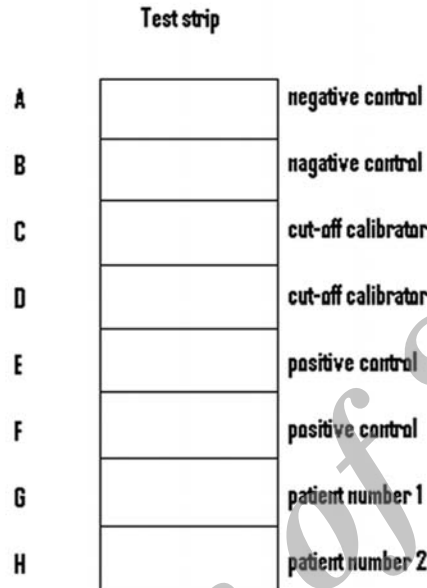 Test strip
A negative control
B nagative control
C cut-off calibrator
D cut-off calibrator
E positive control
F positive control
G patient number 1
H patient number 2
of